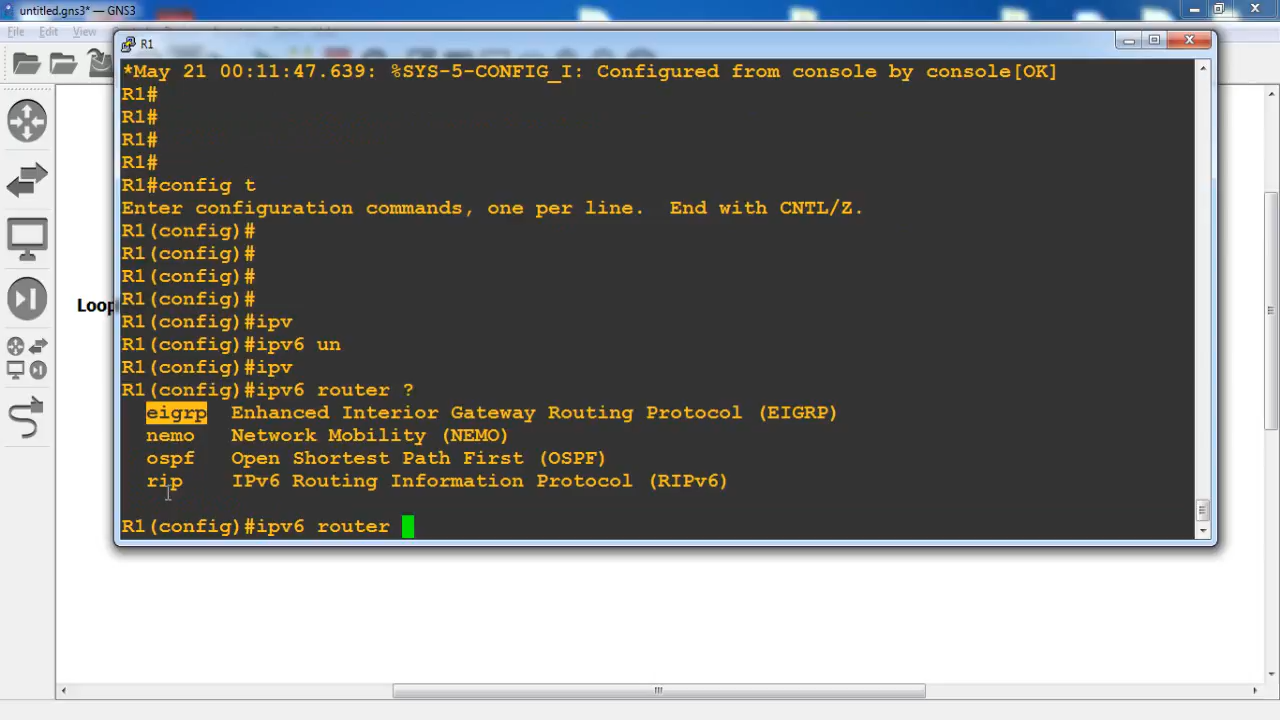 untitled.gns3* — GNS3
File Edit View
R1
*May 21 00:11:47.639: %SYS-5-CONFIG_I: Configured from console by console[OK]
R1#
R1#
R1#
R1#
R1#config t
Enter configuration commands, one per line.  End with CNTL/Z.
R1(config)#
R1(config)#
R1(config)#
R1(config)#
R1(config)#ipv
R1(config)#ipv6 un
R1(config)#ipv
R1(config)#ipv6 router ?
eigrp  Enhanced Interior Gateway Routing Protocol (EIGRP)
nemo   Network Mobility (NEMO)
ospf   Open Shortest Path First (OSPF)
rip    IPv6 Routing Information Protocol (RIPv6)
R1(config)#ipv6 router
Loop